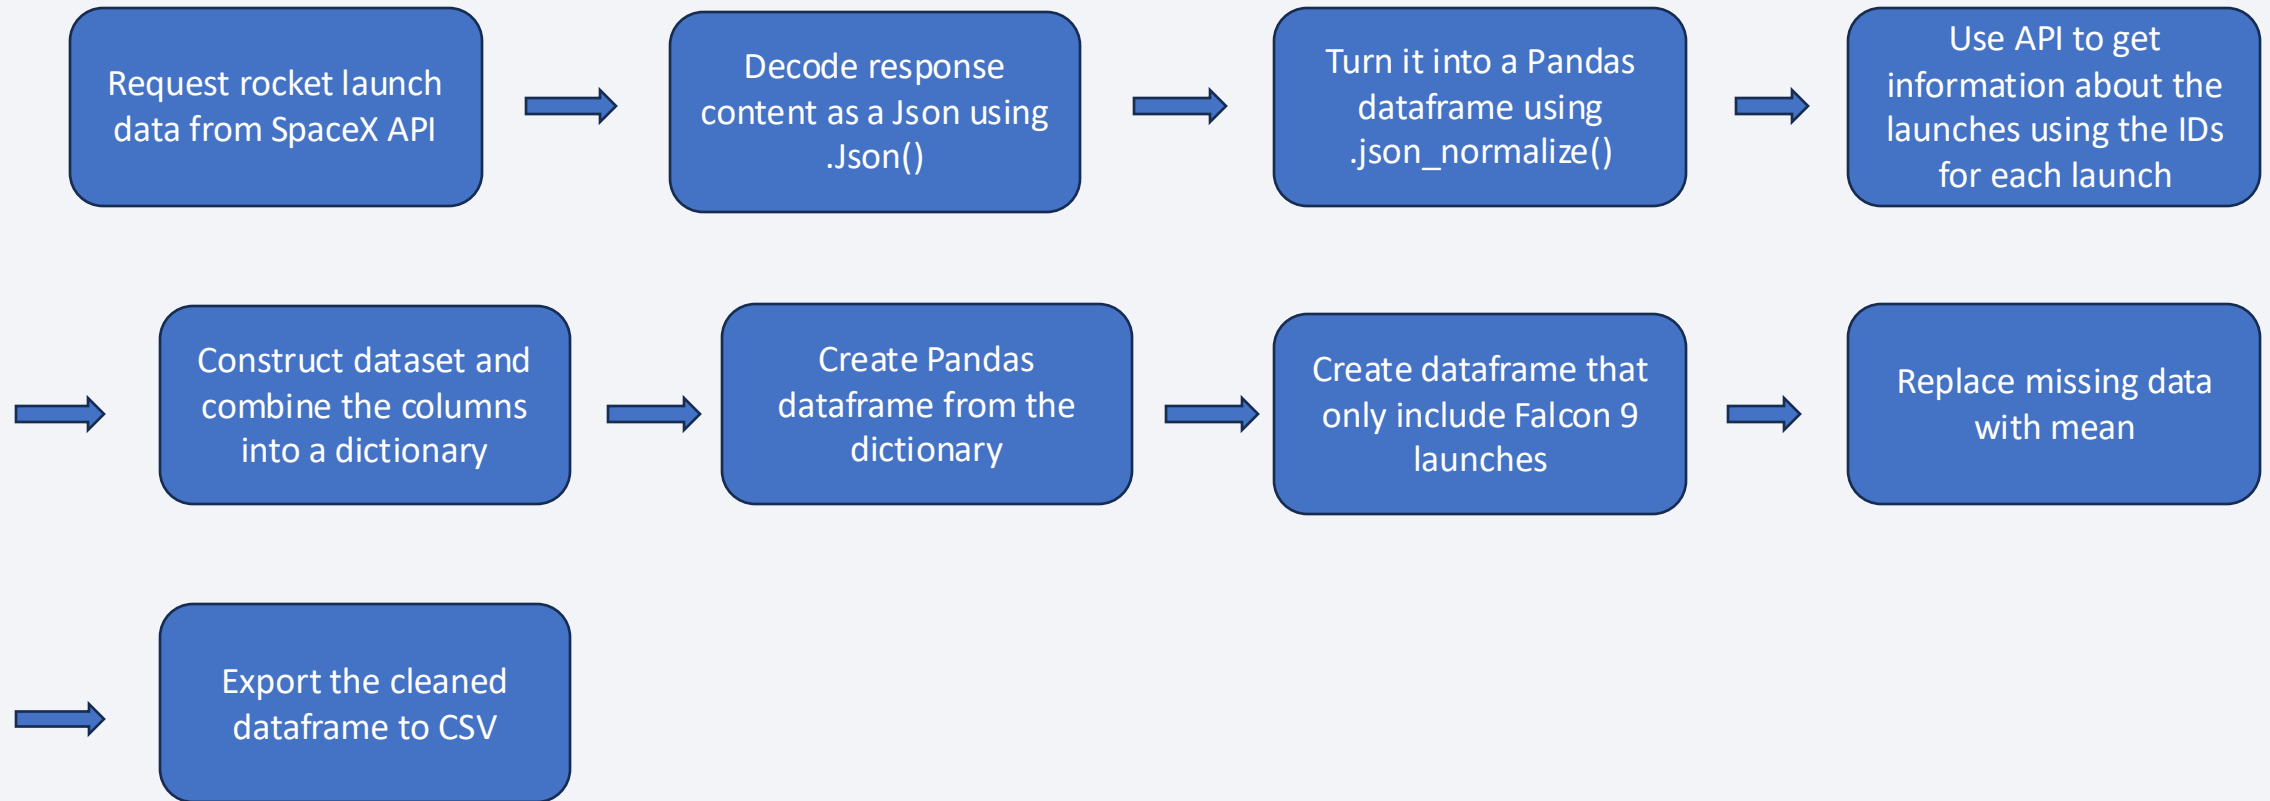 Request rocket launch
data from SpaceX API
Decode response
content as a Json using
.Json()
Turn it into a Pandas
dataframe using
.json_normalize()
Use API to get
information about the
launches using the IDs
for each launch
Construct dataset and
combine the columns
into a dictionary
Create Pandas
dataframe from the
dictionary
Create dataframe that
only include Falcon 9
launches
Replace missing data
with mean
Export the cleaned
dataframe to CSV